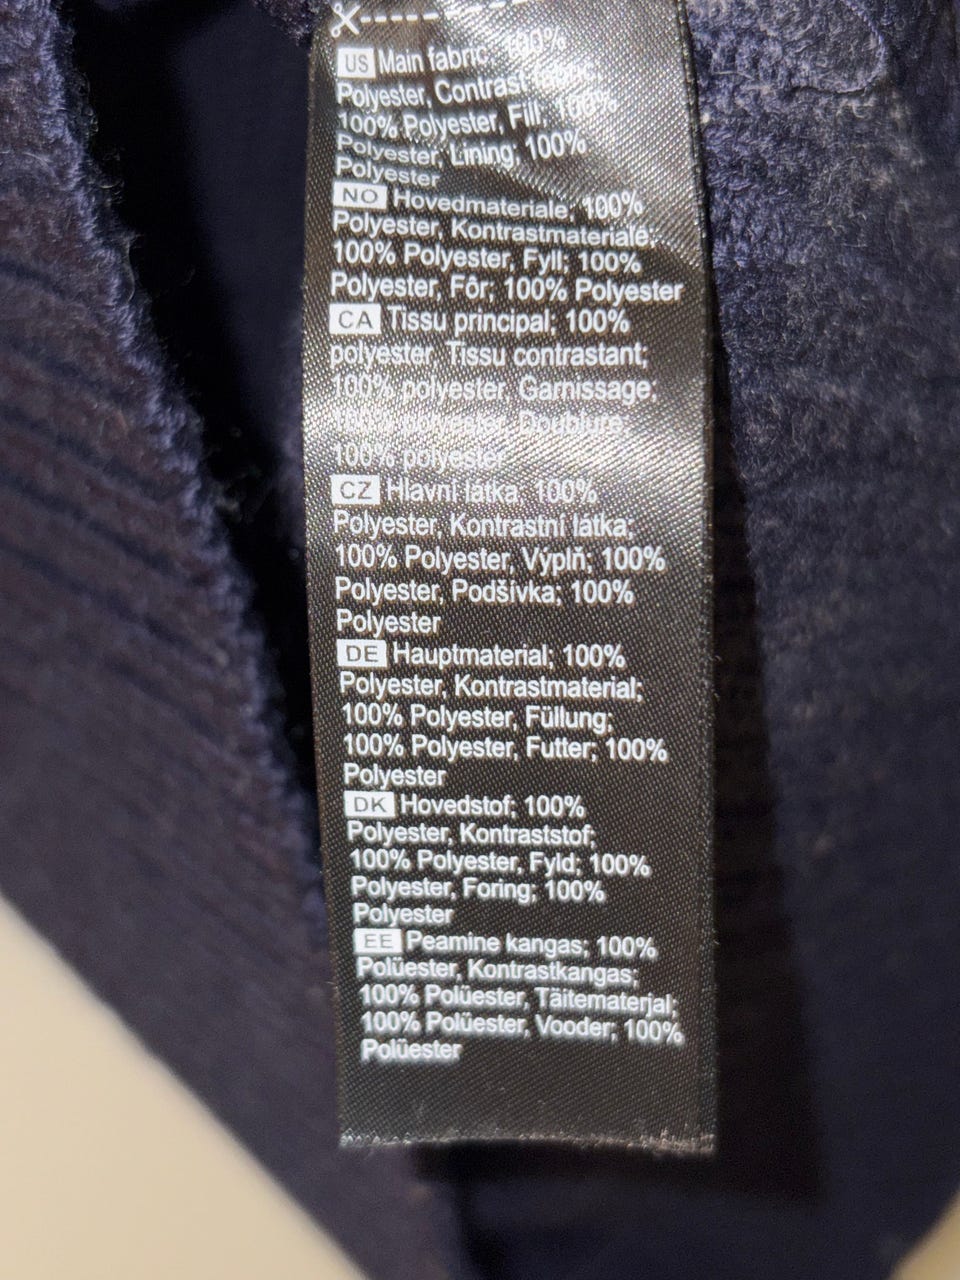 US Main fabric; 100%
Polyester, Contrast fabric;
100% Polyester, Fill; 100%
Polyester, Lining; 100%
Polyester
NO Hovedmateriale; 100%
Polyester, Kontrastmateriale;
100% Polyester, Fyll; 100%
Polyester, Fôr; 100% Polyester
CA Tissu principal; 100%
polyester, Tissu contrastant;
100% polyester, Garnissage;
100% polyester, Doublure;
100% polyester
CZ Hlavní látka; 100%
Polyester, Kontrastní látka;
100% Polyester, Výplň; 100%
Polyester, Podšívka; 100%
Polyester
DE Hauptmaterial; 100%
Polyester, Kontrastmaterial;
100% Polyester, Füllung;
100% Polyester, Futter; 100%
Polyester
DK Hovedstof; 100%
Polyester, Kontraststof;
100% Polyester, Fyld; 100%
Polyester, Foring; 100%
Polyester
EE Peamine kangas; 100%
Polüester, Kontrastkangas;
100% Polüester, Täitematerjal;
100% Polüester, Vooder; 100%
Polüester